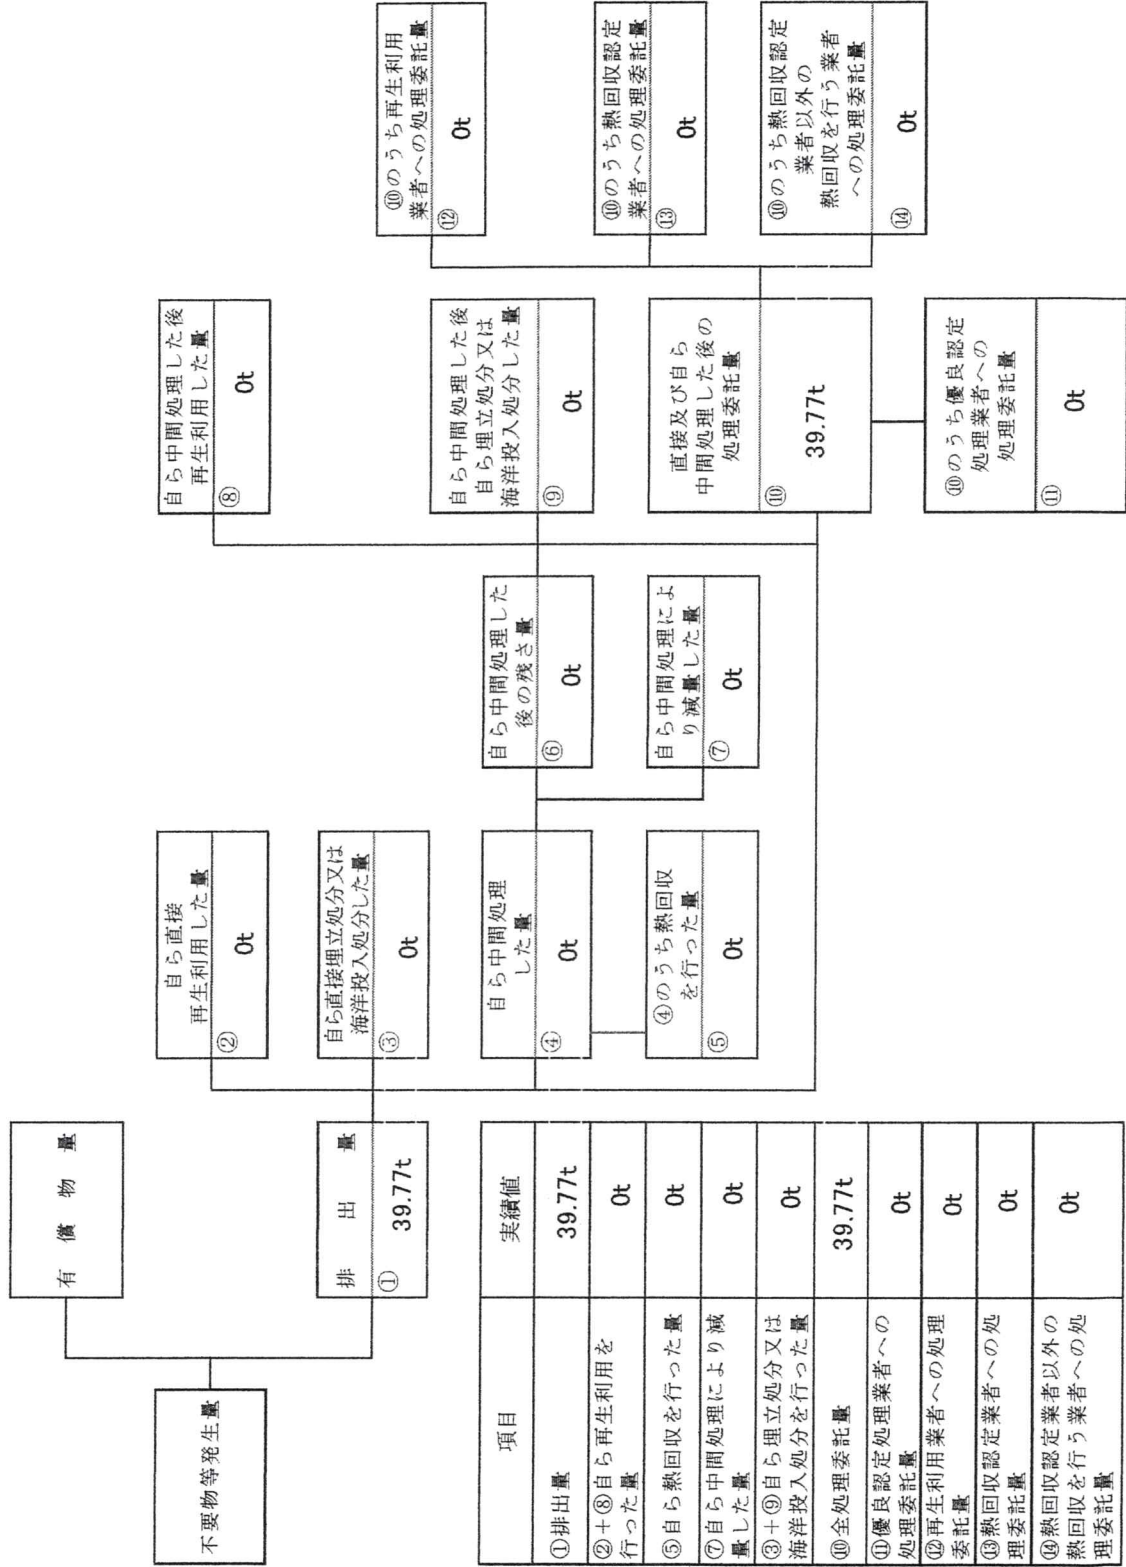 不要物等発生量
有償物量
排出量
①
39.77t
自ら直接
再生利用した量
②
0t
自ら直接埋立処分又は
海洋投入処分した量
③
0t
自ら中間処理
した量
④
0t
④のうち熱回収
を行った量
⑤
0t
自ら中間処理した
後の残さ量
⑥
0t
自ら中間処理によ
り減量した量
⑦
0t
自ら中間処理した後
再生利用した量
⑧
0t
自ら中間処理した後
自ら埋立処分又は
海洋投入処分した量
⑨
0t
直接及び自ら
中間処理した後の
処理委託量
⑩
39.77t
⑩のうち優良認定
処理業者への
処理委託量
⑪
0t
⑩のうち再生利用
業者への処理委託量
⑫
0t
⑩のうち熱回収認定
業者への処理委託量
⑬
0t
⑩のうち熱回収認定
業者以外の
熱回収を行う業者
への処理委託量
⑭
0t
項目
実績値
①排出量
39.77t
②+⑧自ら再生利用を
行った量
0t
⑤自ら熱回収を行った量
0t
⑦自ら中間処理により減
量した量
0t
③+⑨自ら埋立処分又は
海洋投入処分を行った量
0t
⑩全処理委託量
39.77t
⑪優良認定処理業者への
処理委託量
0t
⑫再生利用業者への処理
委託量
0t
⑬熱回収認定業者への処
理委託量
0t
⑭熱回収認定業者以外の
熱回収を行う業者への処
理委託量
0t